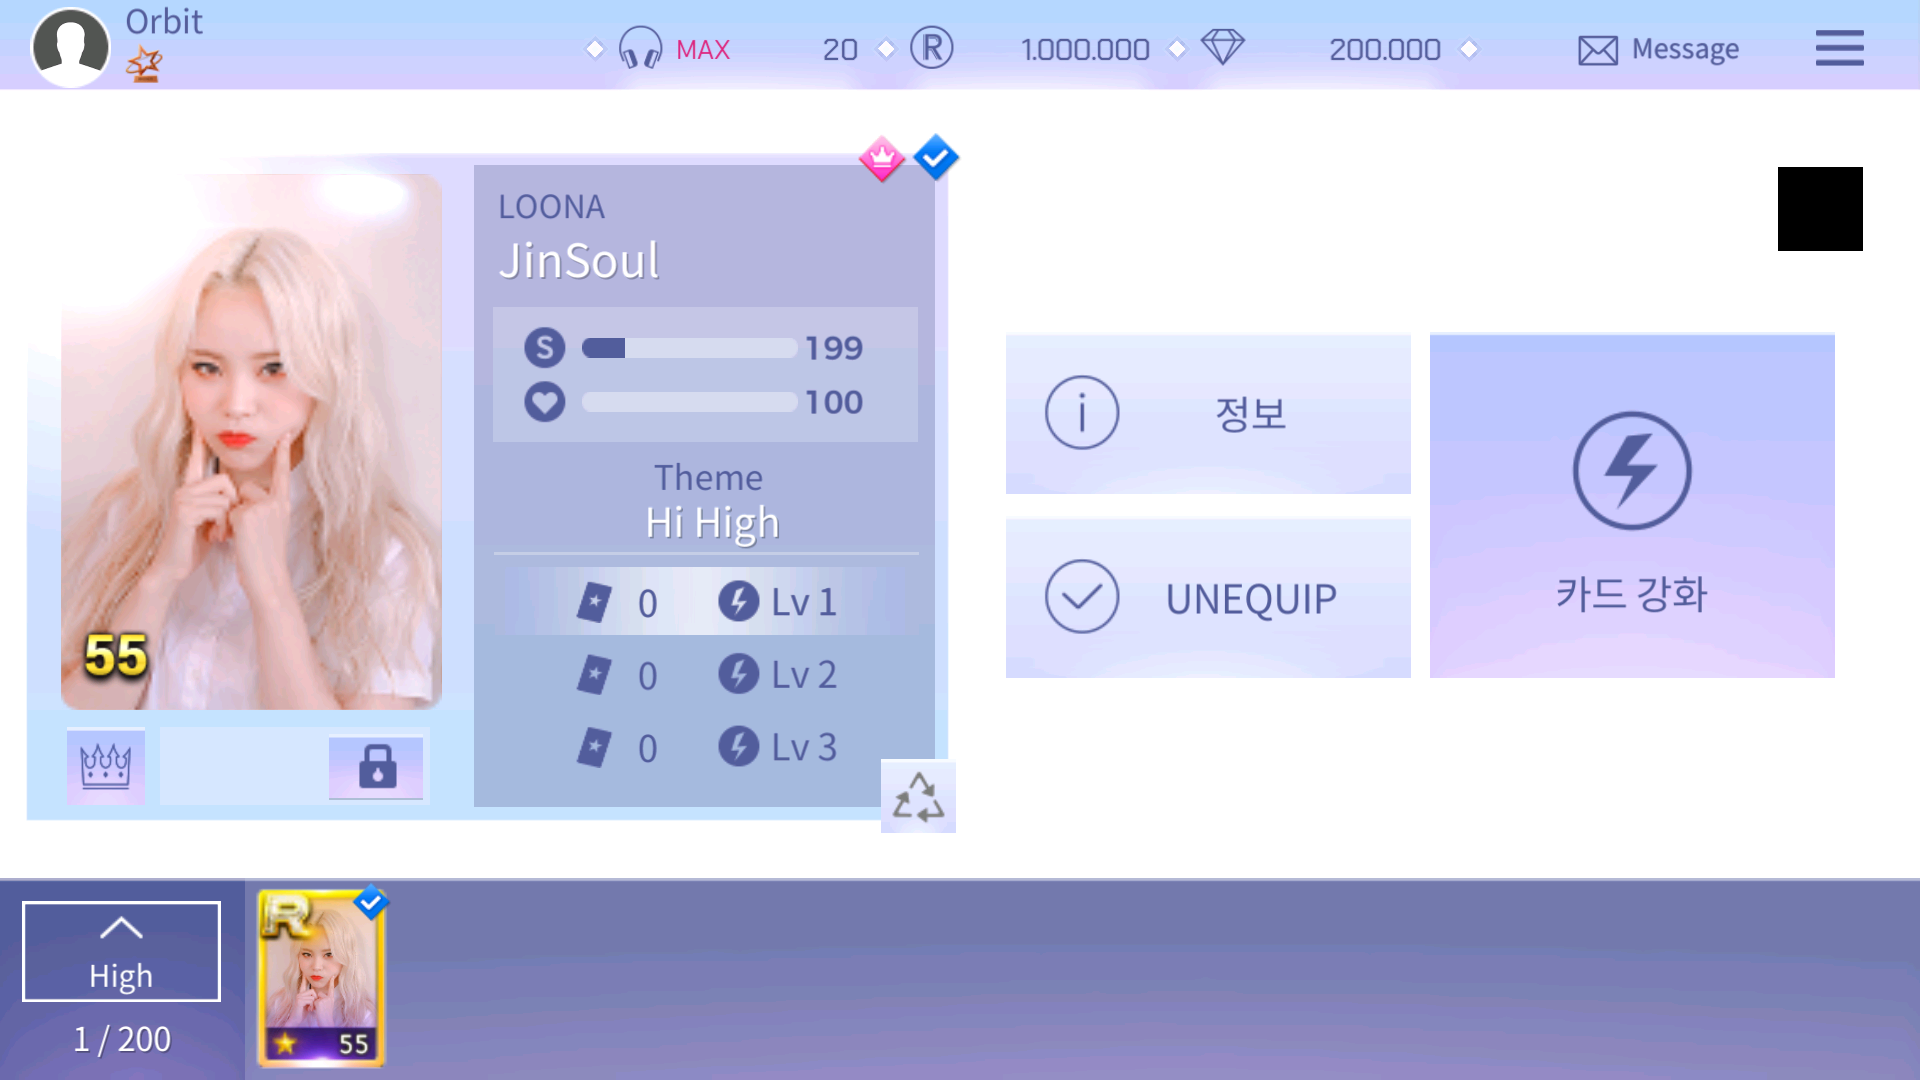 Orbit
MAX
20
R
1.000.000
200.000
Message
LOONA
JinSoul
S 199
100
Theme
Hi High
0 Lv 1
0 Lv 2
0 Lv 3
55
i 정보
UNEQUIP
카드 강화
High
1 / 200
R
55